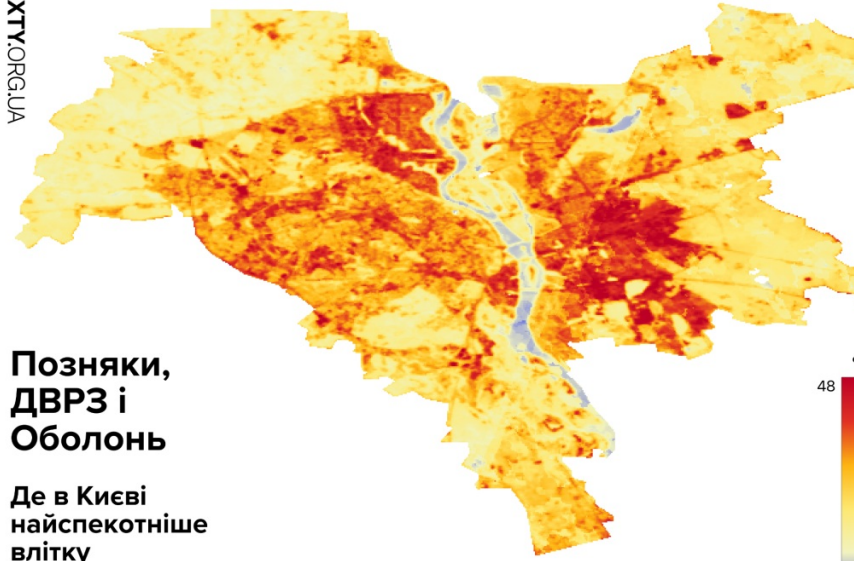 XTY.ORG.UA
Позняки,
ДВРЗ і
Оболонь
Де в Києві
найспекотніше
влітку
48